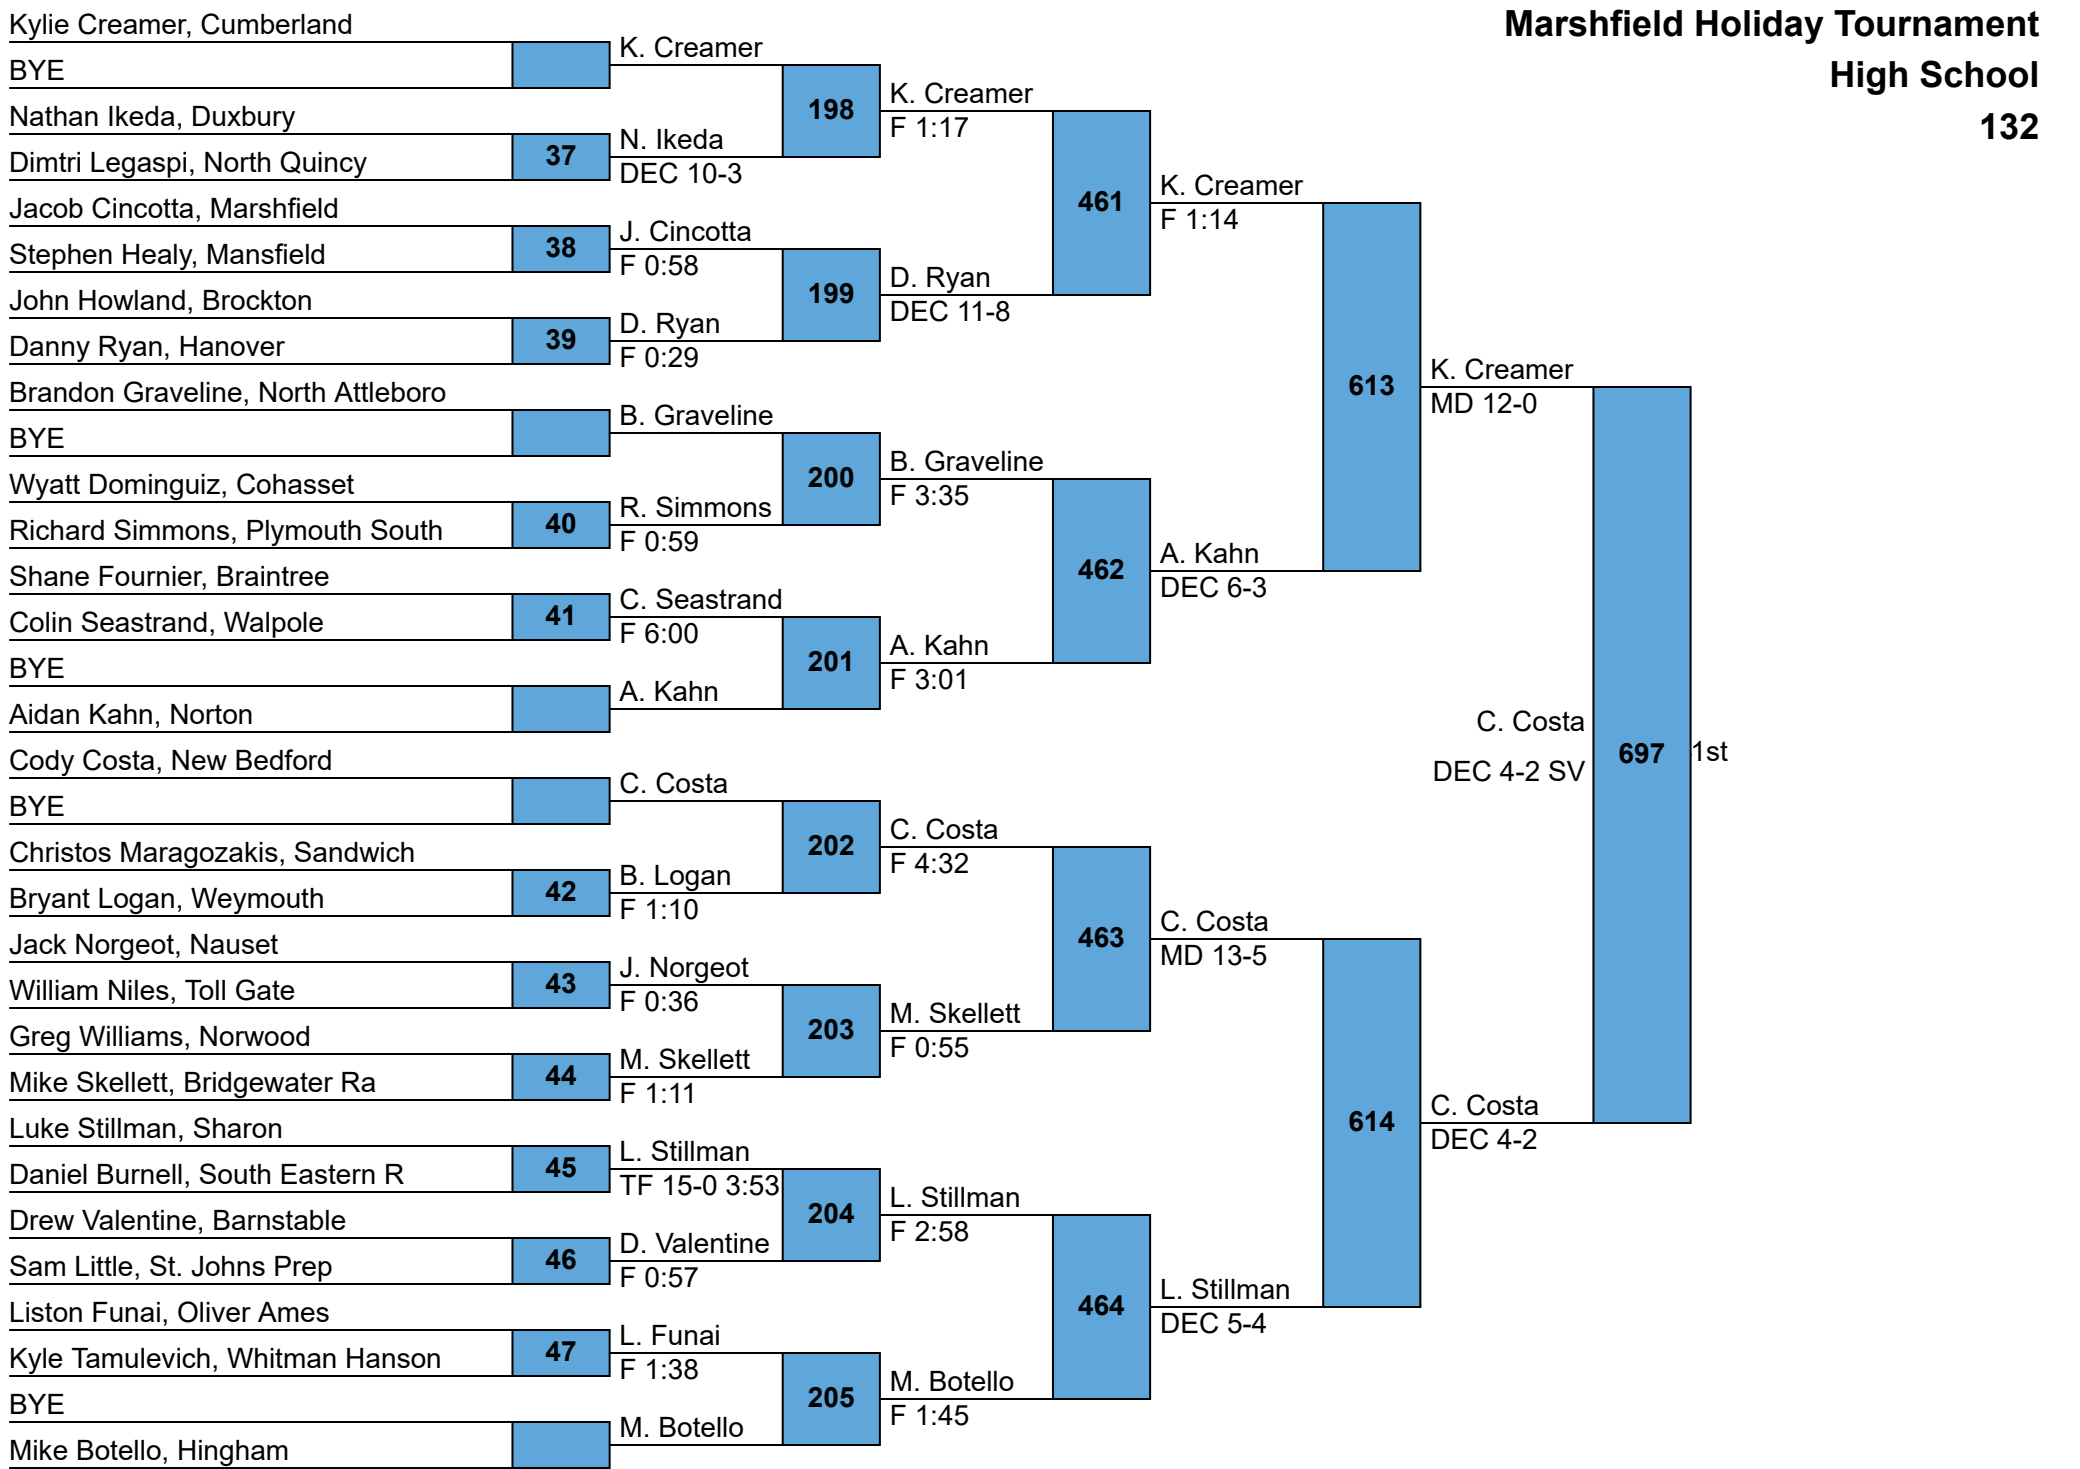 Marshfield Holiday Tournament
High School
132
Kylie Creamer, Cumberland
BYE
Nathan Ikeda, Duxbury
37
Dimtri Legaspi, North Quincy
Jacob Cincotta, Marshfield
38
Stephen Healy, Mansfield
John Howland, Brockton
39
Danny Ryan, Hanover
Brandon Graveline, North Attleboro
BYE
Wyatt Dominguiz, Cohasset
40
Richard Simmons, Plymouth South
Shane Fournier, Braintree
41
Colin Seastrand, Walpole
BYE
Aidan Kahn, Norton
Cody Costa, New Bedford
BYE
Christos Maragozakis, Sandwich
42
Bryant Logan, Weymouth
Jack Norgeot, Nauset
43
William Niles, Toll Gate
Greg Williams, Norwood
44
Mike Skellett, Bridgewater Ra
Luke Stillman, Sharon
45
Daniel Burnell, South Eastern R
Drew Valentine, Barnstable
46
Sam Little, St. Johns Prep
Liston Funai, Oliver Ames
47
Kyle Tamulevich, Whitman Hanson
BYE
Mike Botello, Hingham
K. Creamer
198
N. Ikeda
DEC 10-3
J. Cincotta
F 0:58
199
D. Ryan
F 0:29
B. Graveline
200
R. Simmons
F 0:59
C. Seastrand
F 6:00
201
A. Kahn
C. Costa
202
B. Logan
F 1:10
J. Norgeot
F 0:36
203
M. Skellett
F 1:11
L. Stillman
TF 15-0 3:53
204
D. Valentine
F 0:57
L. Funai
F 1:38
205
M. Botello
K. Creamer
F 1:17
461
D. Ryan
DEC 11-8
B. Graveline
F 3:35
462
A. Kahn
F 3:01
C. Costa
F 4:32
463
M. Skellett
F 0:55
L. Stillman
F 2:58
464
M. Botello
F 1:45
K. Creamer
F 1:14
613
A. Kahn
DEC 6-3
C. Costa
MD 13-5
614
L. Stillman
DEC 5-4
K. Creamer
MD 12-0
C. Costa
DEC 4-2 SV
697
1st
C. Costa
DEC 4-2